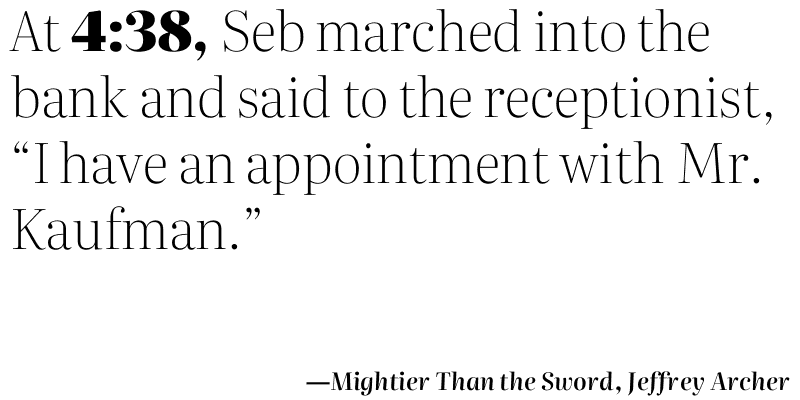 At 4:38, Seb marched into the
bank and said to the receptionist,
“I have an appointment with Mr.
Kaufman.”
—Mightier Than the Sword, Jeffrey Archer